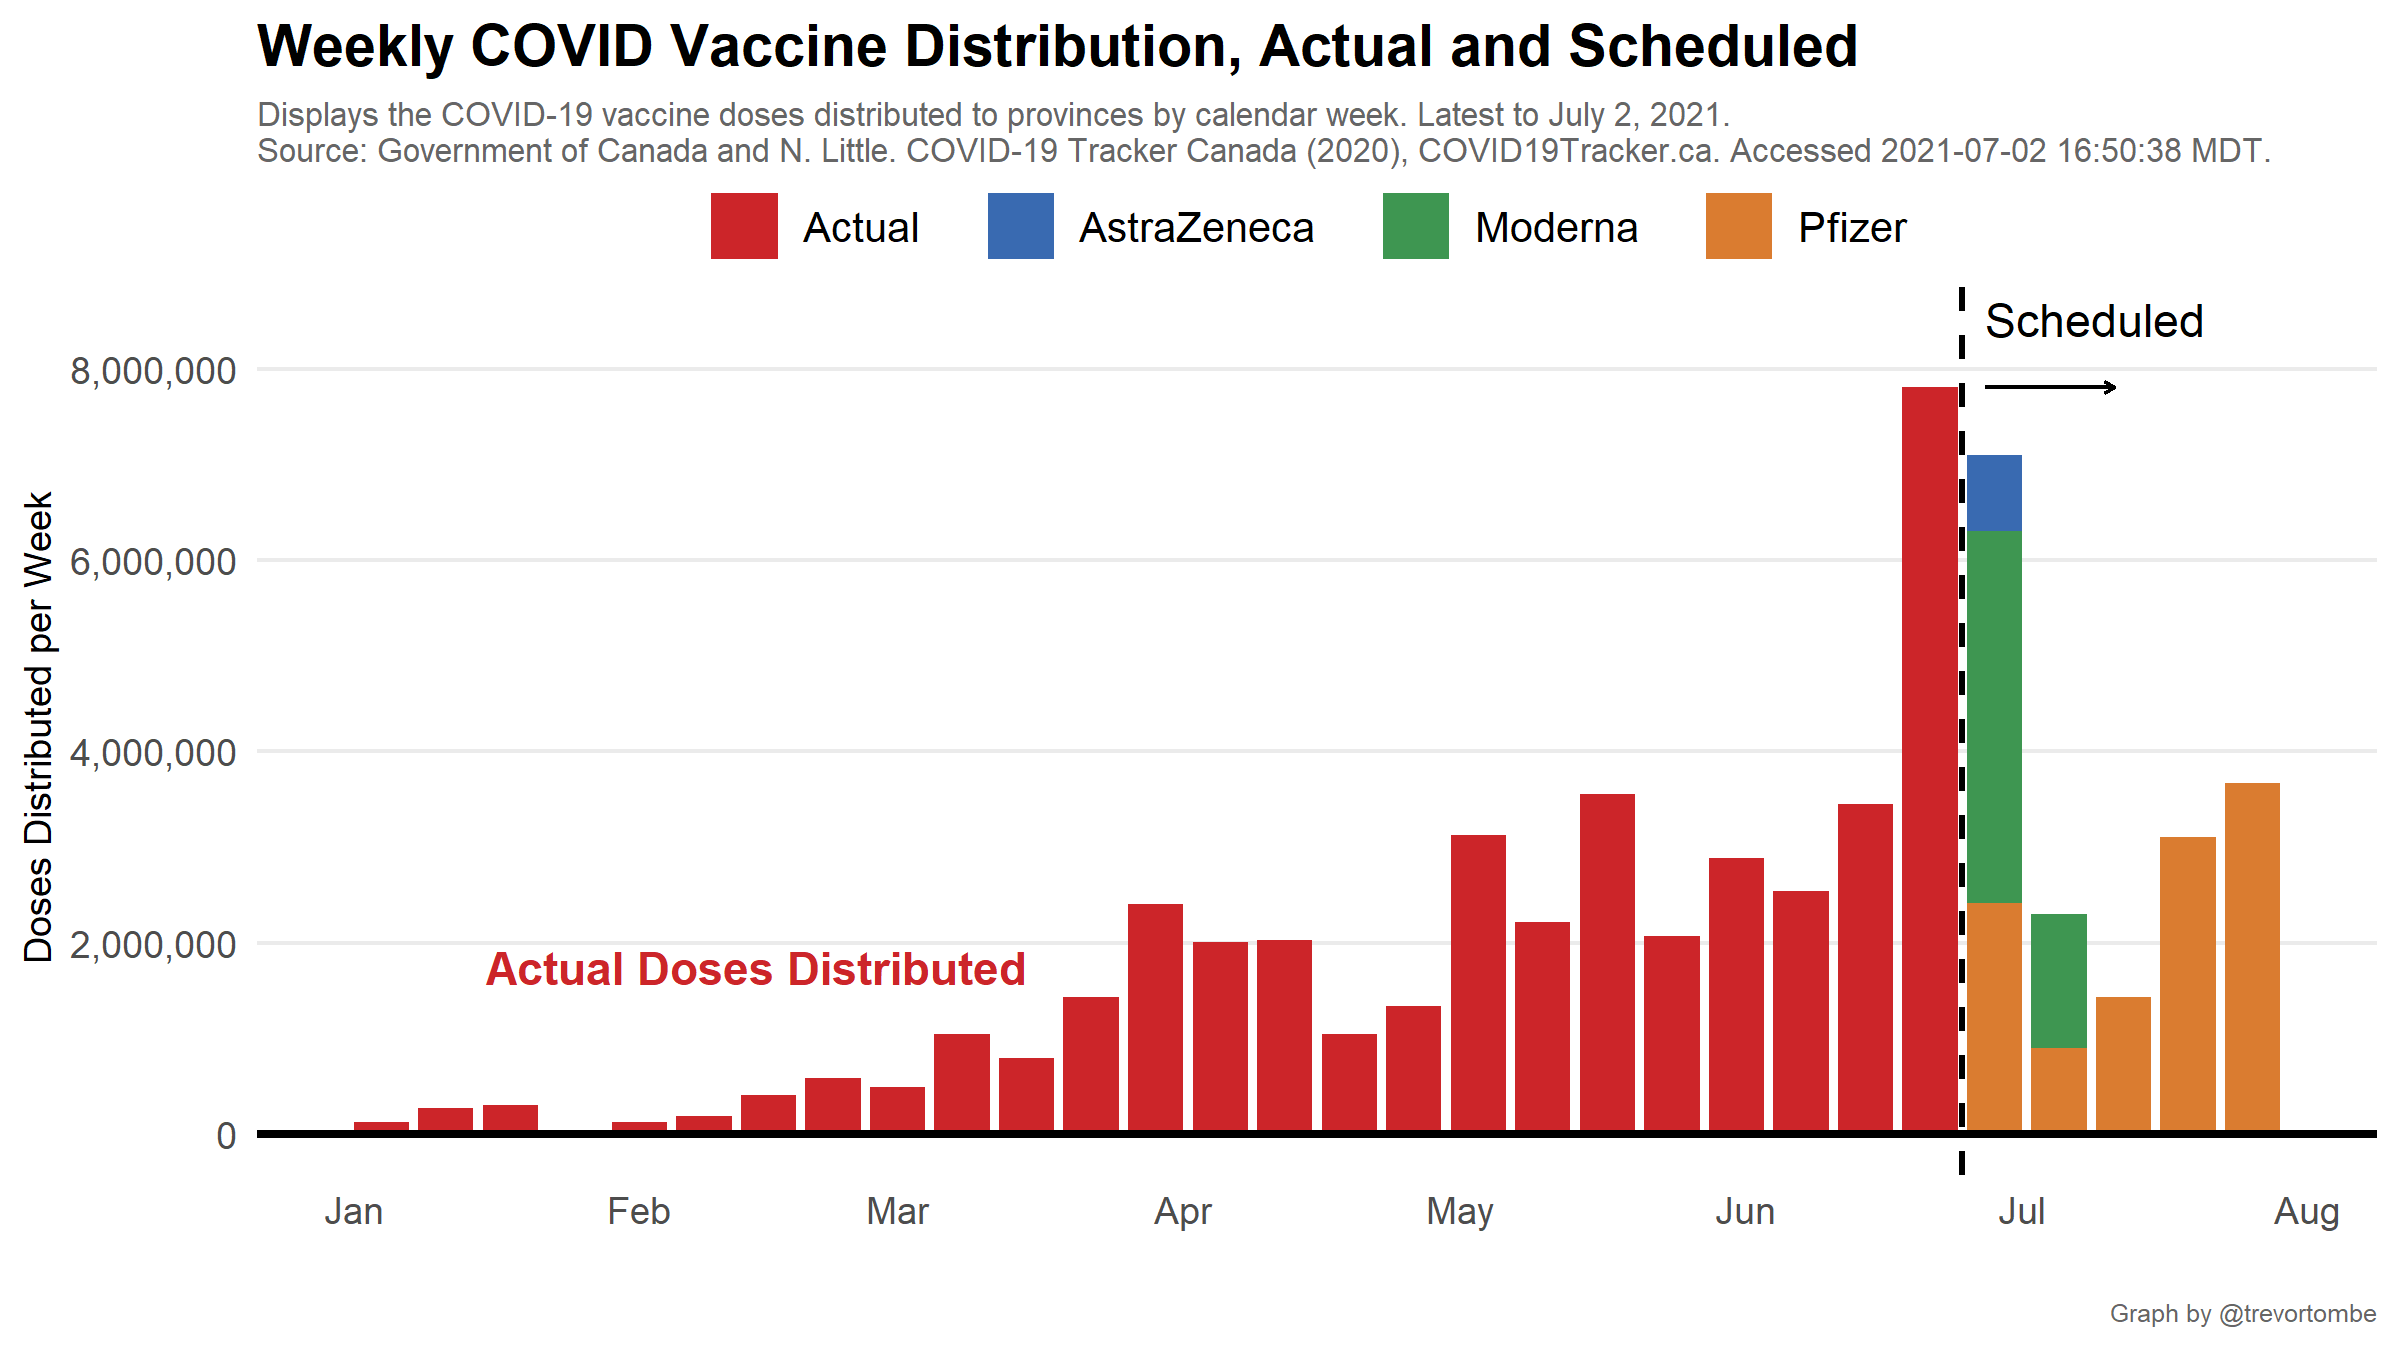 Weekly COVID Vaccine Distribution, Actual and Scheduled
Displays the COVID-19 vaccine doses distributed to provinces by calendar week. Latest to July 2, 2021.
Source: Government of Canada and N. Little. COVID-19 Tracker Canada (2020), COVID19Tracker.ca. Accessed 2021-07-02 16:50:38 MDT.
Actual AstraZeneca Moderna Pfizer
Scheduled
8,000,000
6,000,000
4,000,000
2,000,000
0
Doses Distributed per Week
Actual Doses Distributed
Jan Feb Mar Apr May Jun Jul Aug
Graph by @trevortombe